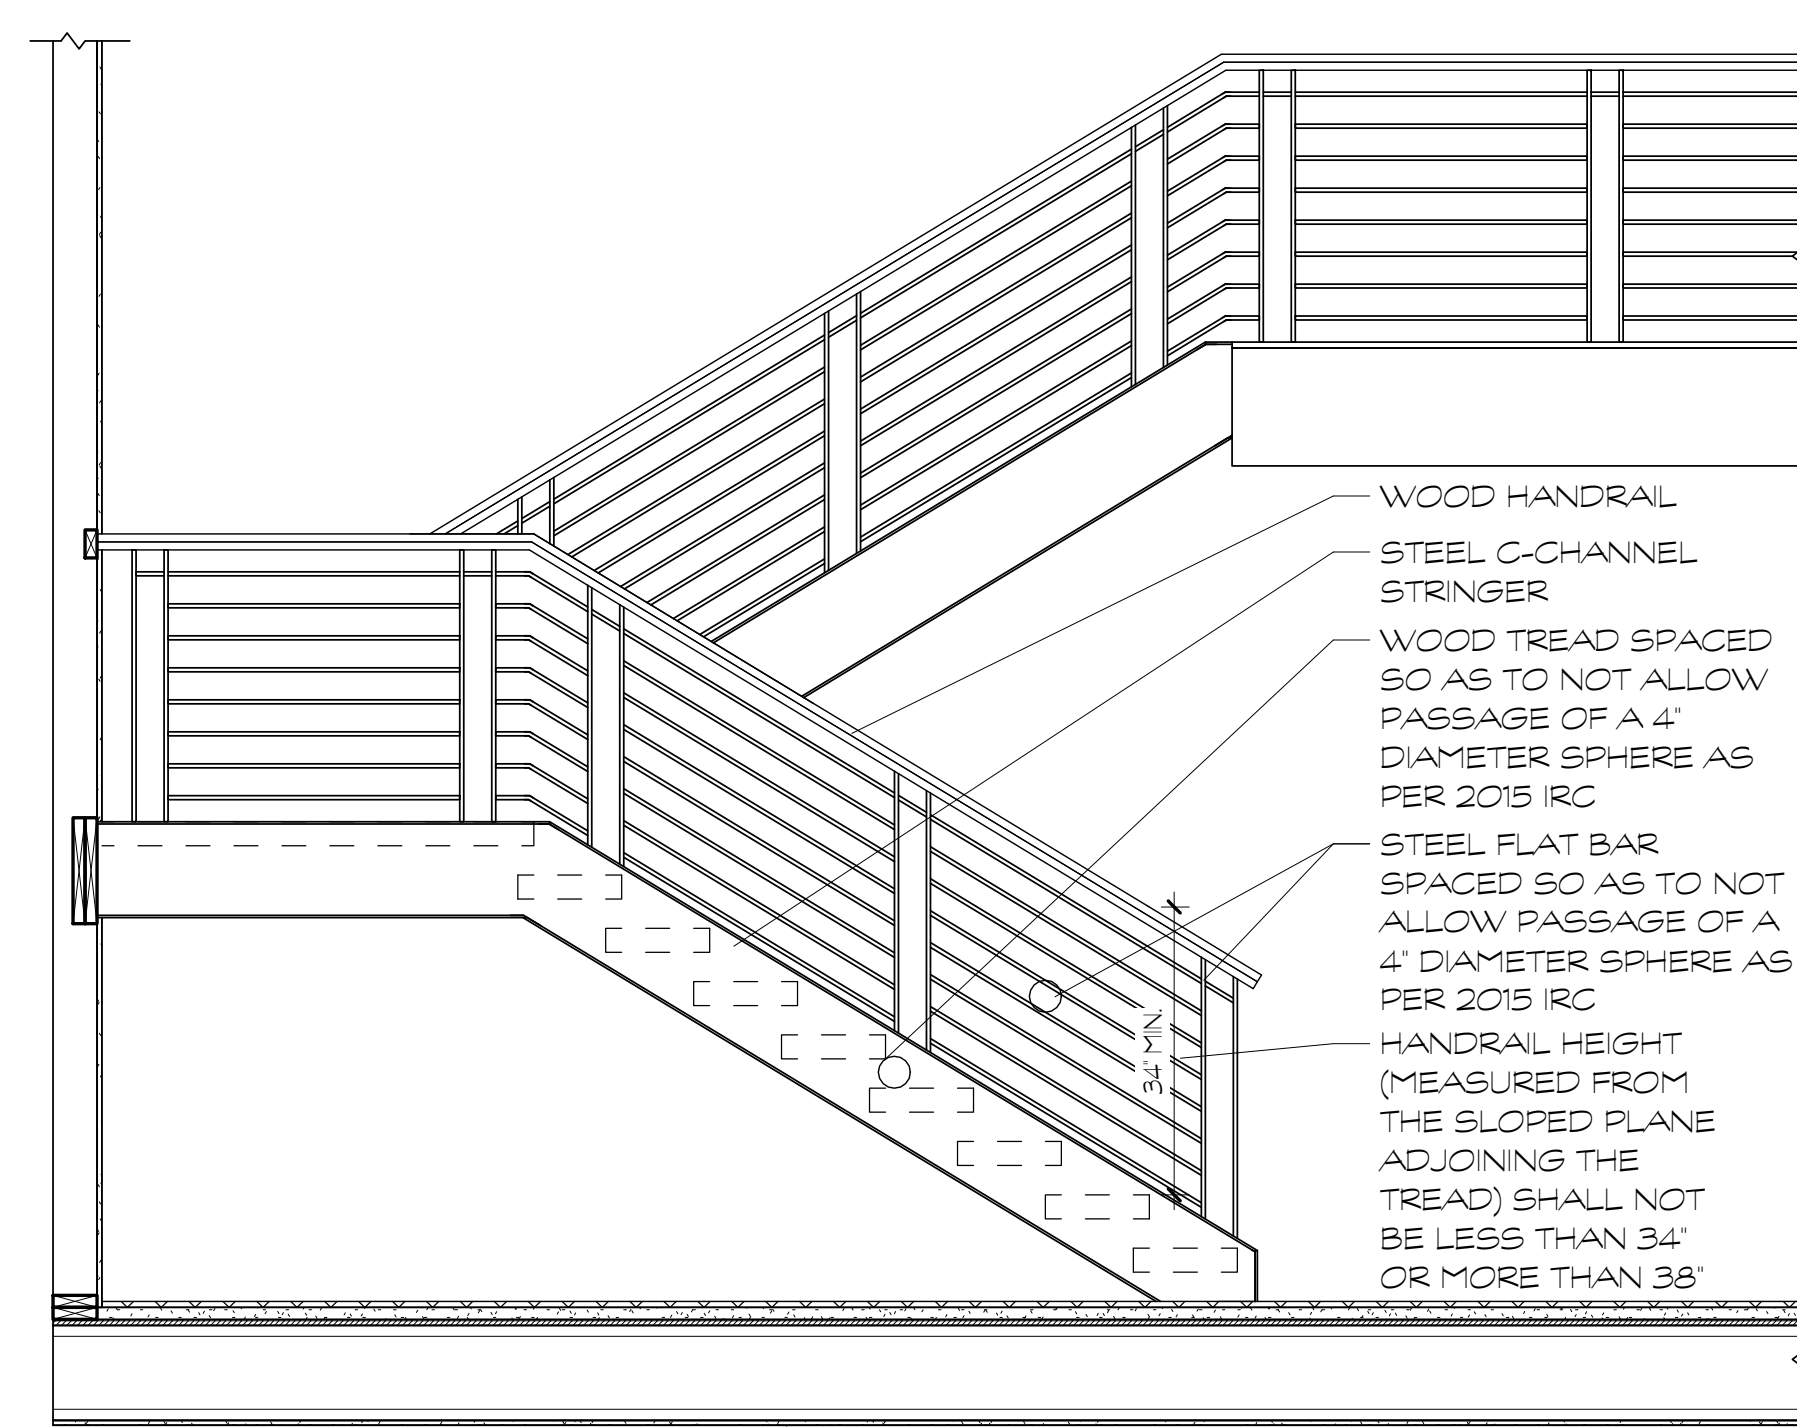 WOOD HANDRAIL
STEEL C-CHANNEL
STRINGER
WOOD TREAD SPACED
SO AS TO NOT ALLOW
PASSAGE OF A 4"
DIAMETER SPHERE AS
PER 2015 IRC
STEEL FLAT BAR
SPACED SO AS TO NOT
ALLOW PASSAGE OF A
4" DIAMETER SPHERE AS
PER 2015 IRC
34" MIN.
HANDRAIL HEIGHT
(MEASURED FROM
THE SLOPED PLANE
ADJOINING THE
TREAD) SHALL NOT
BE LESS THAN 34"
OR MORE THAN 38"